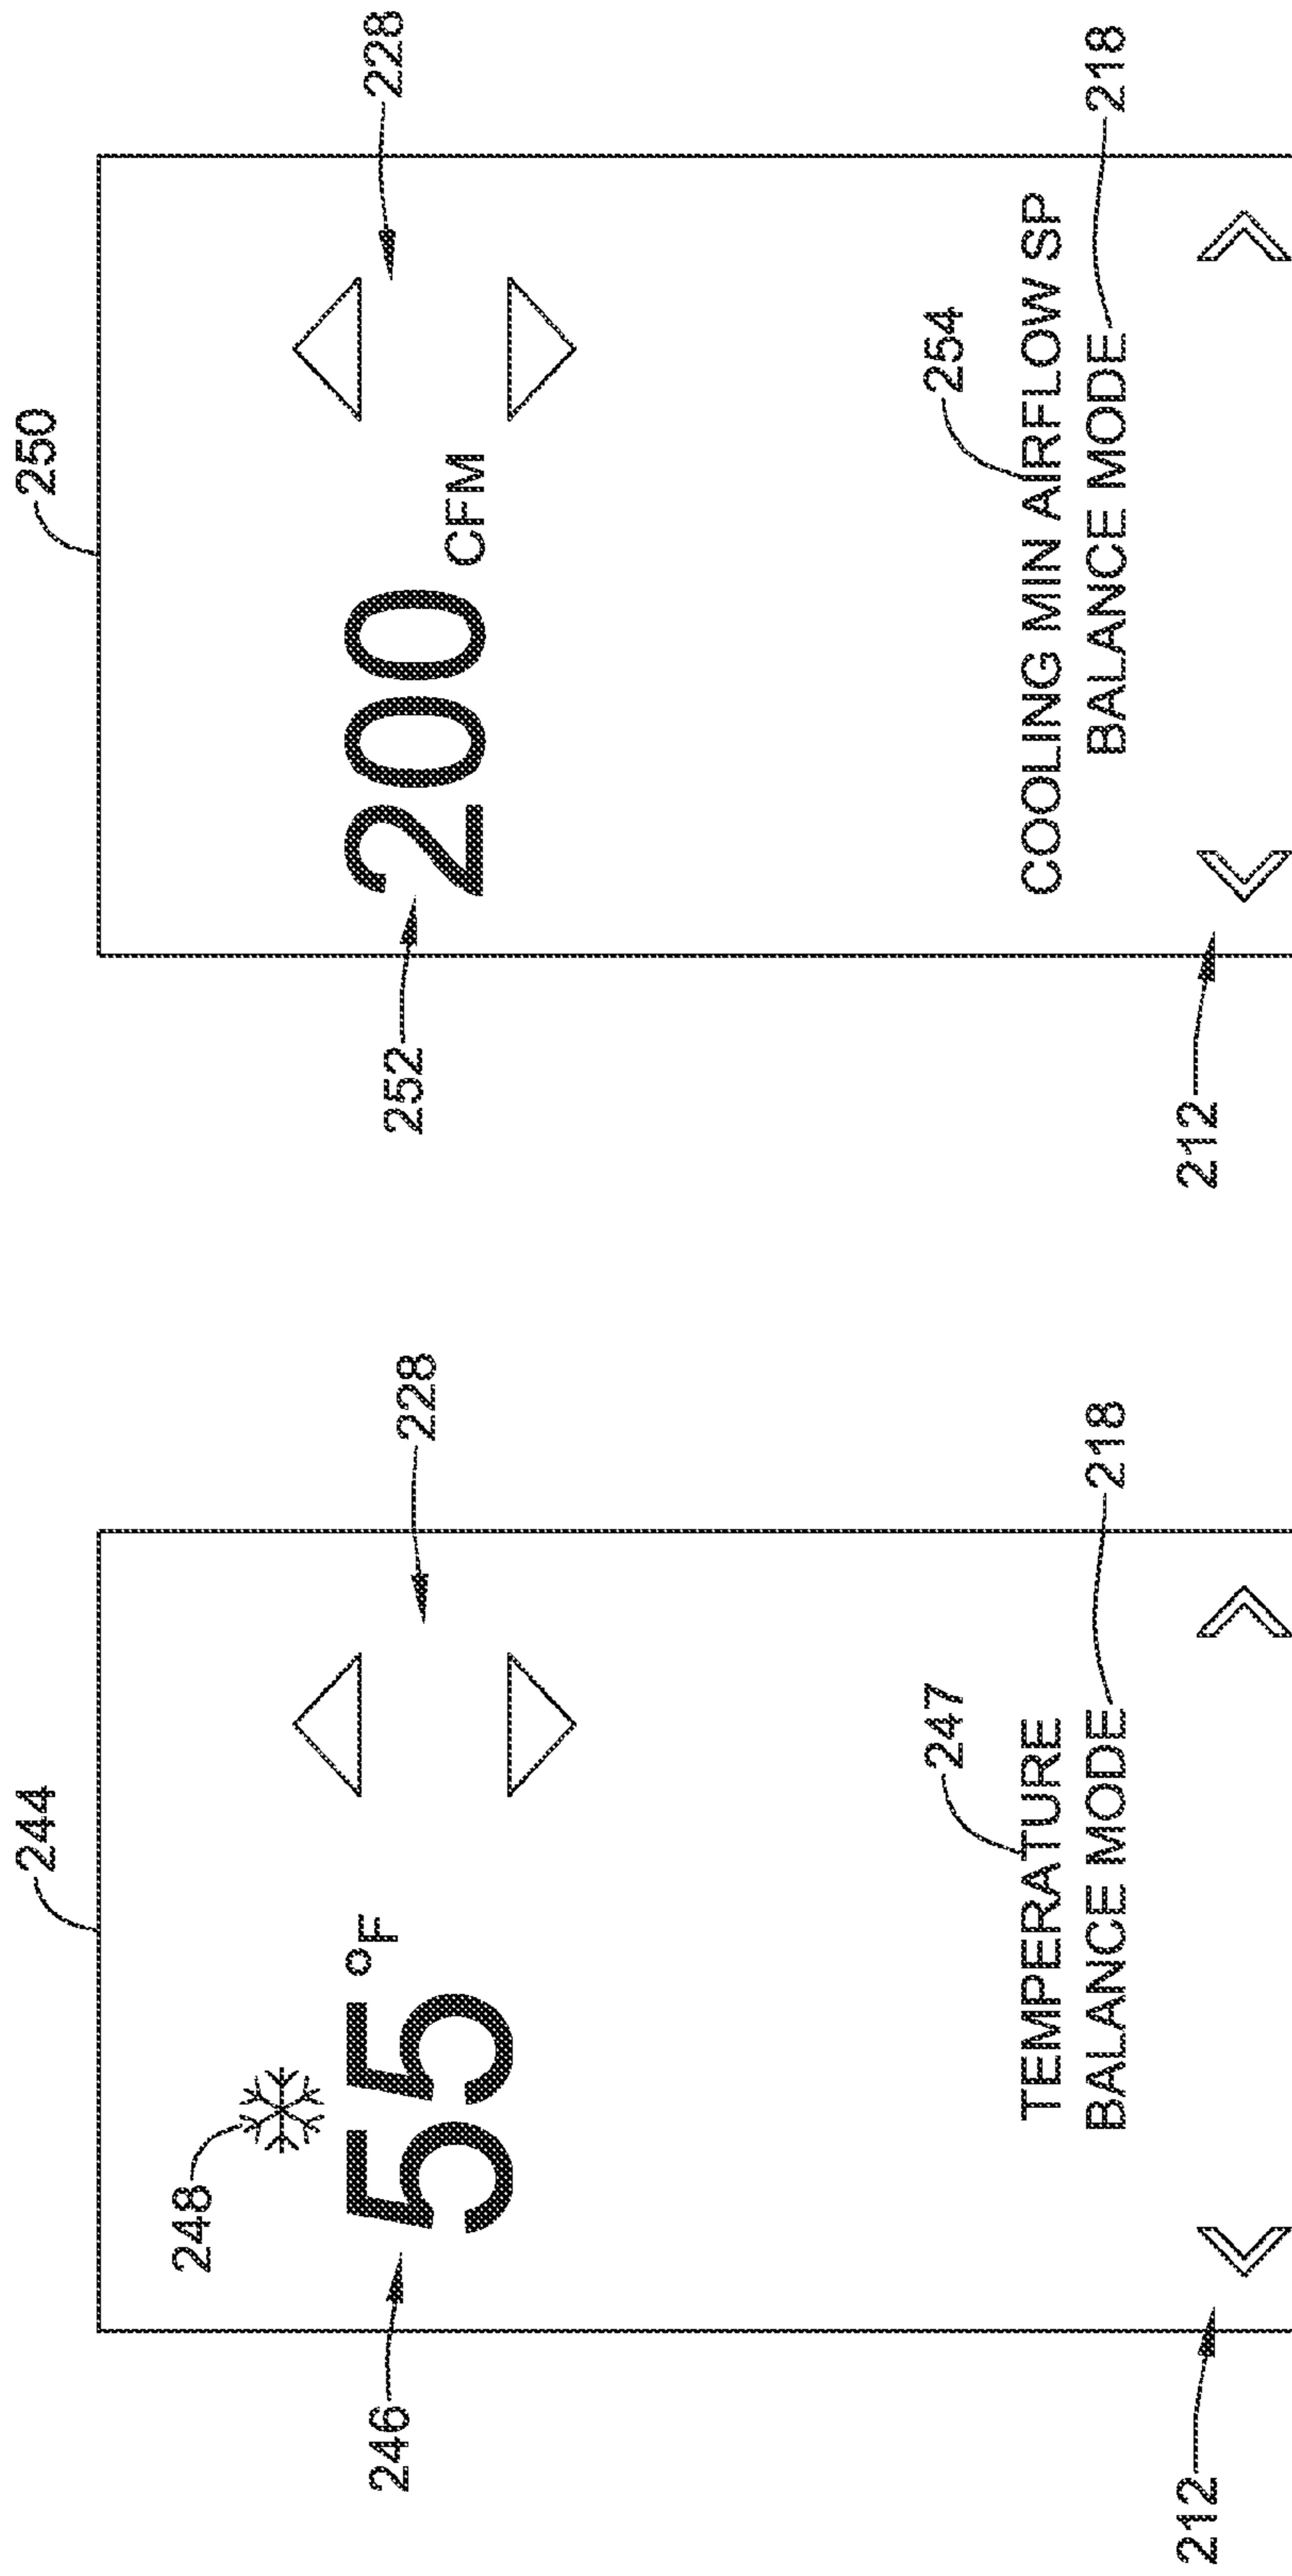 244
248
246
55 °F
228
247
TEMPERATURE
BALANCE MODE
218
212
250
252
200 CFM
228
254
COOLING MIN AIRFLOW SP
BALANCE MODE
218
212